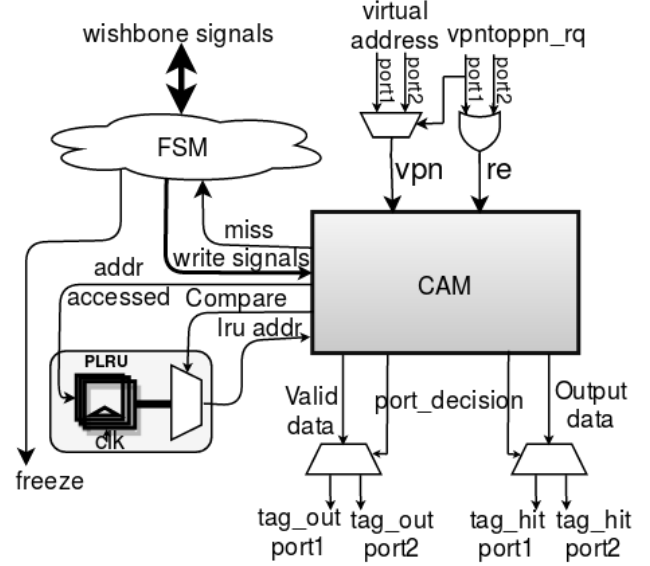 wishbone signals
virtual
address
vpntoppn_rq
port1
port2
port1
port2
FSM
vpn
re
miss
write signals
addr
accessed
Compare
lru addr
CAM
PLRU
clk
freeze
Valid
data
port_decision
Output
data
tag_out
port1
tag_out
port2
tag_hit
port1
tag_hit
port2